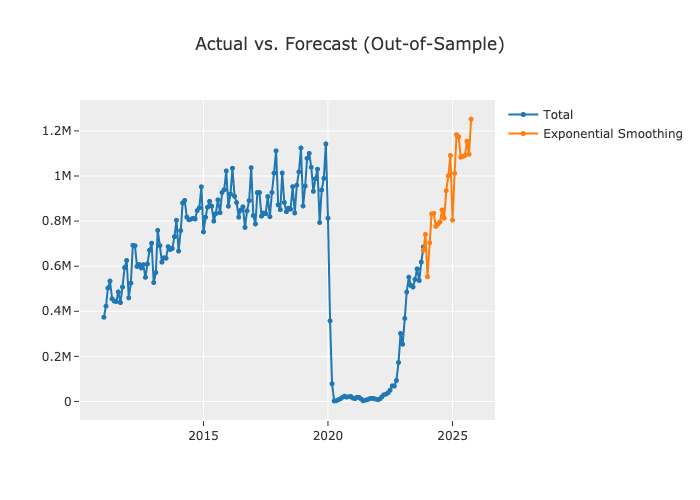 Actual vs. Forecast (Out-of-Sample)
Total
Exponential Smoothing
1.2M
1M
0.8M
0.6M
0.4M
0.2M
0
2015
2020
2025